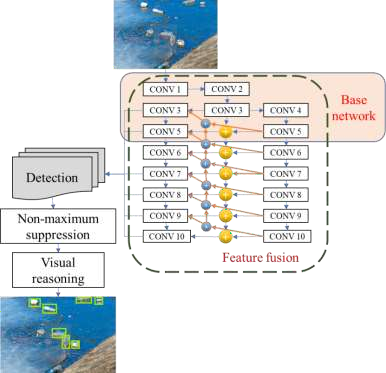 CONV 1
CONV 2
CONV 3
CONV 3
CONV 4
Base
network
CONV 5
CONV 5
CONV 6
CONV 6
Detection
CONV 7
CONV 7
CONV 8
CONV 8
Non-maximum
suppression
CONV 9
CONV 9
CONV 10
CONV 10
Feature fusion
Visual
reasoning